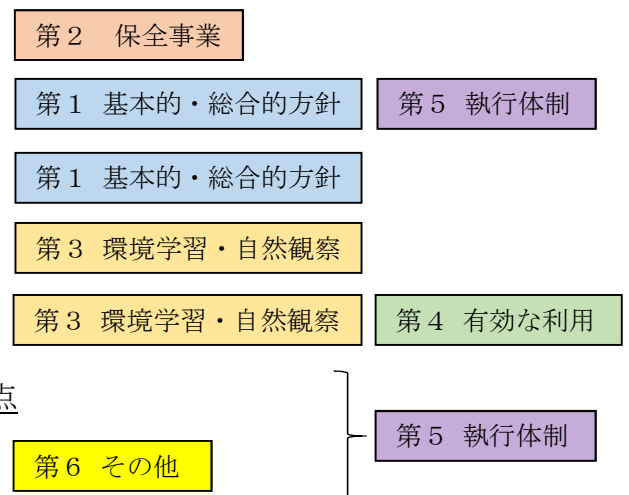 第２　保全事業
第１ 基本的・総合的方針　第５ 執行体制
第１ 基本的・総合的方針
第３ 環境学習・自然観察
第３ 環境学習・自然観察　第４ 有効な利用
点
第５ 執行体制
第６ その他